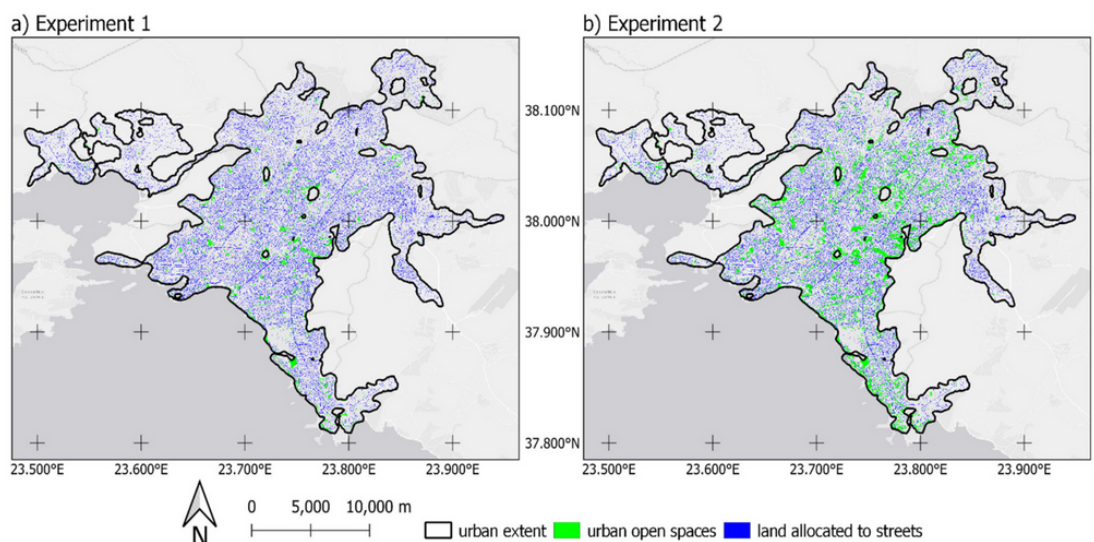 a) Experiment 1
b) Experiment 2
38.100°N
38.000°N
37.900°N
37.800°N
23.500°E 23.600°E 23.700°E 23.800°E 23.900°E
23.500°E 23.600°E 23.700°E 23.800°E 23.900°E
N
0 5,000 10,000 m
urban extent urban open spaces land allocated to streets